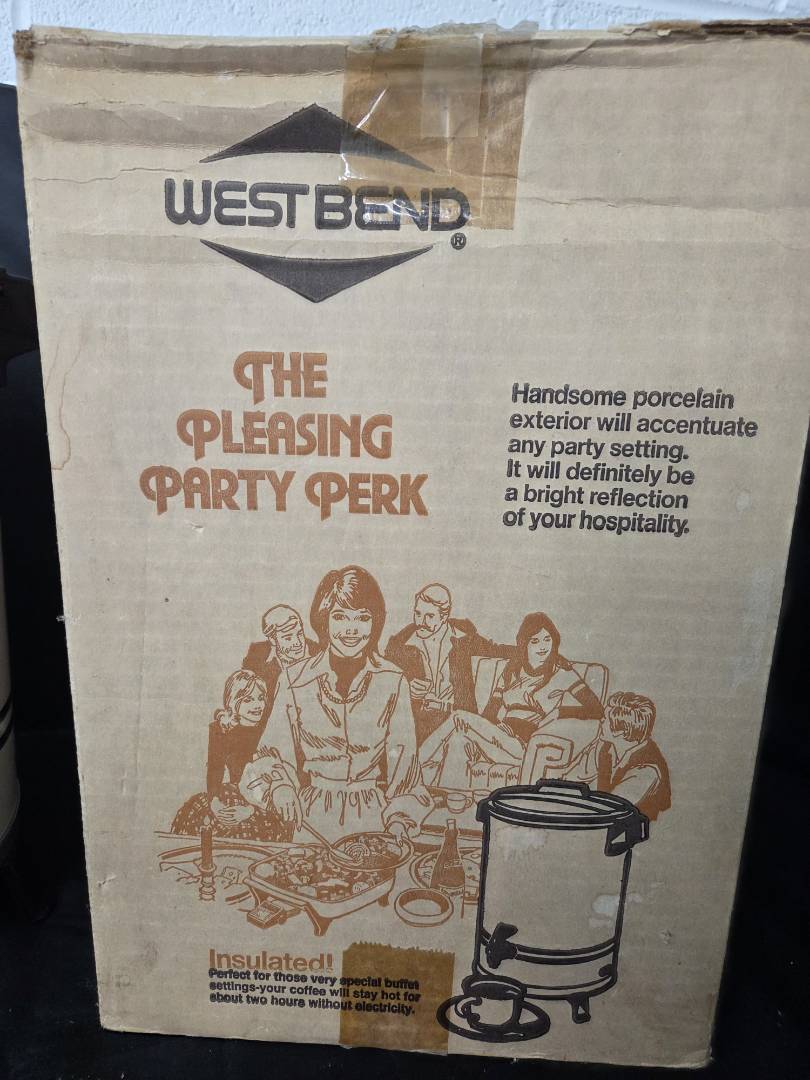 WEST BEND®
THE
PLEASING
PARTY PERK
Handsome porcelain
exterior will accentuate
any party setting.
It will definitely be
a bright reflection
of your hospitality.
Insulated!
Perfect for those very special buffet
settings-your coffee will stay hot for
about two hours without electricity.